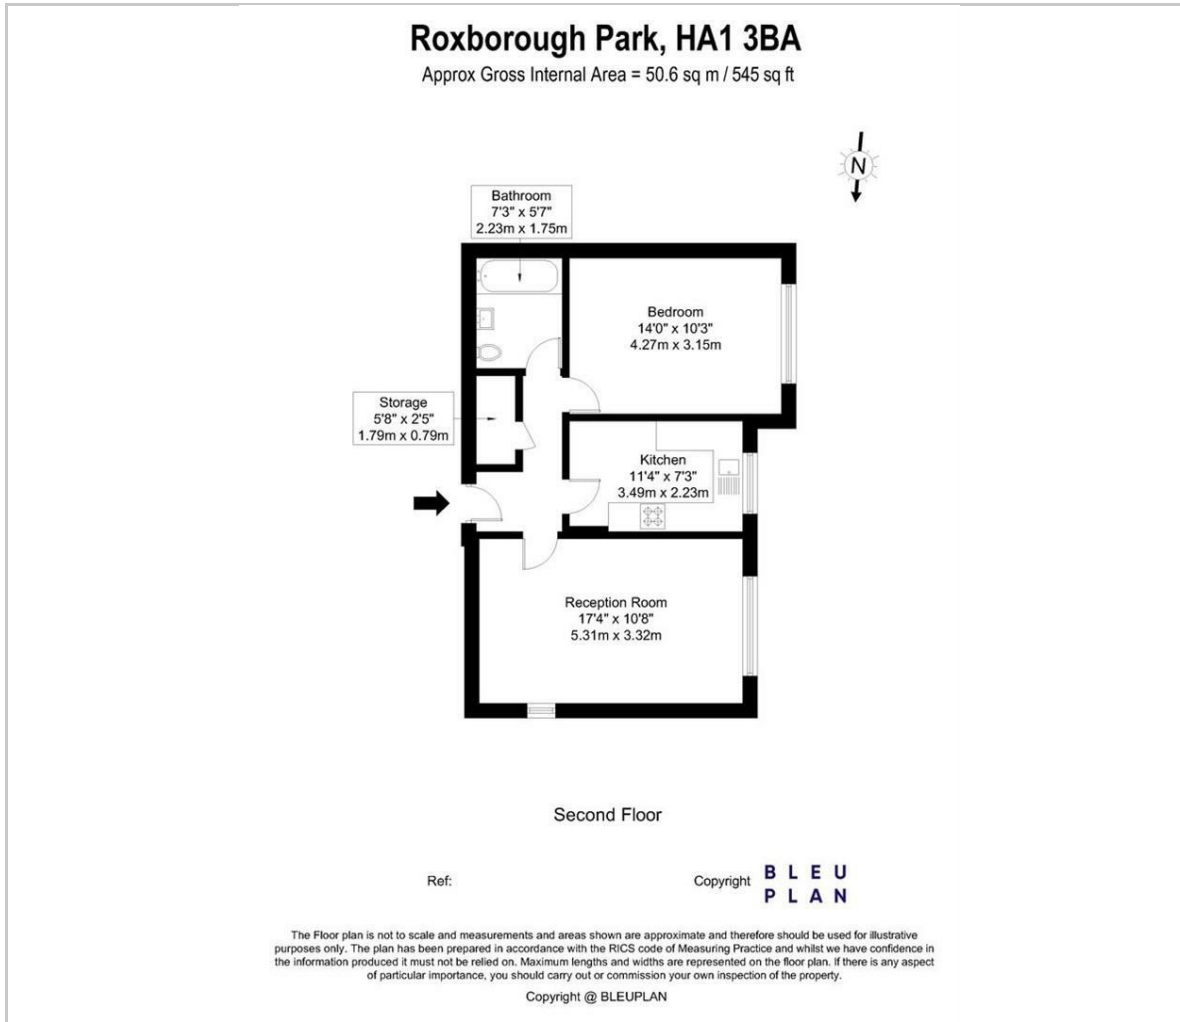 Roxborough Park, HA1 3BA
Approx Gross Internal Area = 50.6 sq m / 545 sq ft
N
Bathroom
7'3" x 5'7"
2.23m x 1.75m
Bedroom
14'0" x 10'3"
4.27m x 3.15m
Storage
5'8" x 2'5"
1.79m x 0.79m
Kitchen
11'4" x 7'3"
3.49m x 2.23m
Reception Room
17'4" x 10'8"
5.31m x 3.32m
Second Floor
Ref:
Copyright
BLEU
PLAN
The Floor plan is not to scale and measurements and areas shown are approximate and therefore should be used for illustrative
purposes only. The plan has been prepared in accordance with the RICS code of Measuring Practice and whilst we have confidence in
the information produced it must not be relied on. Maximum lengths and widths are represented on the floor plan. If there is any aspect
of particular importance, you should carry out or commission your own inspection of the property.
Copyright @ BLEUPLAN